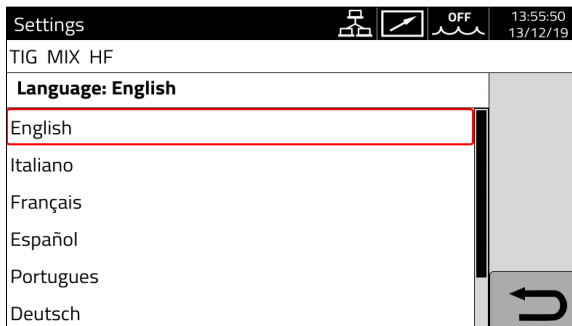 Settings
OFF
13:55:50
13/12/19
TIG MIX HF
Language: English
English
Italiano
Français
Español
Portugues
Deutsch